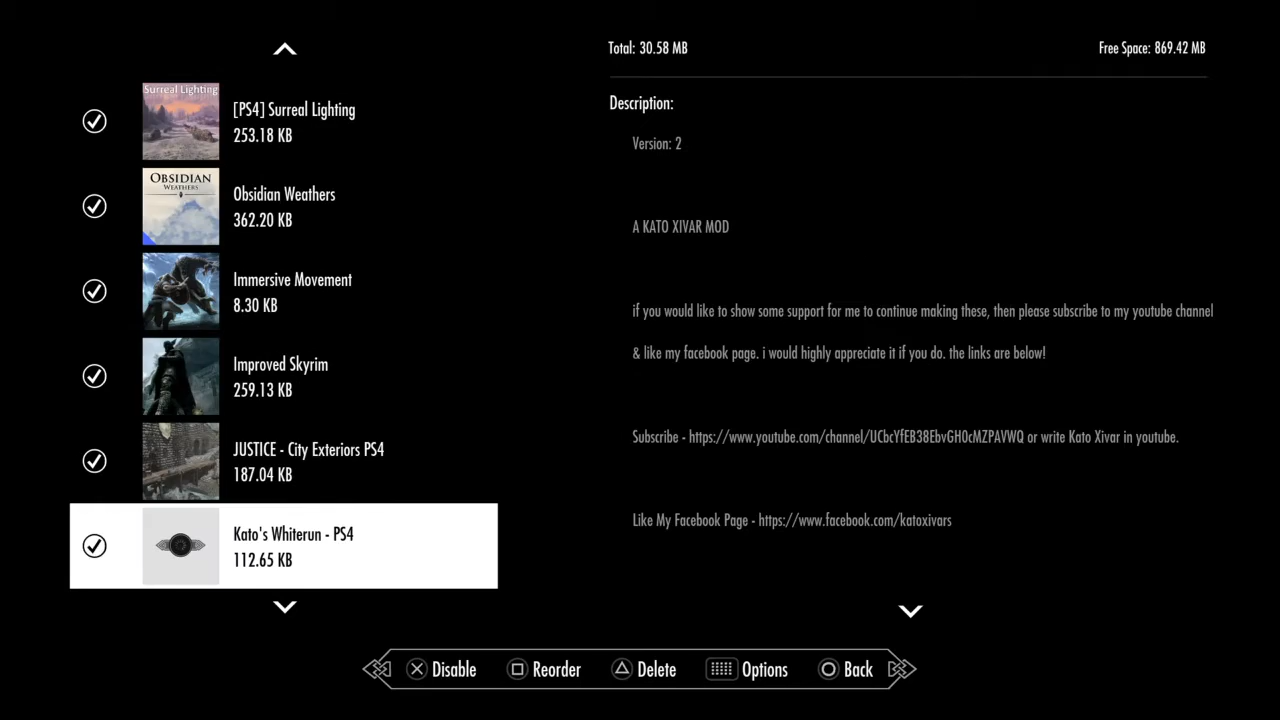 Total: 30.58 MB
Free Space: 869.42 MB
Surreal Lighting
[PS4] Surreal Lighting
253.18 KB
OBSIDIAN
WEATHERS
Obsidian Weathers
362.20 KB
Immersive Movement
8.30 KB
Improved Skyrim
259.13 KB
JUSTICE - City Exteriors PS4
187.04 KB
Kato's Whiterun - PS4
112.65 KB
Description:
Version: 2
A KATO XIVAR MOD
if you would like to show some support for me to continue making these, then please subscribe to my youtube channel
& like my facebook page. i would highly appreciate it if you do. the links are below!
Subscribe - https://www.youtube.com/channel/UCbcYfEB38EbvGH0cMZPAVWQ or write Kato Xivar in youtube.
Like My Facebook Page - https://www.facebook.com/katoxivars
Disable
Reorder
Delete
Options
Back